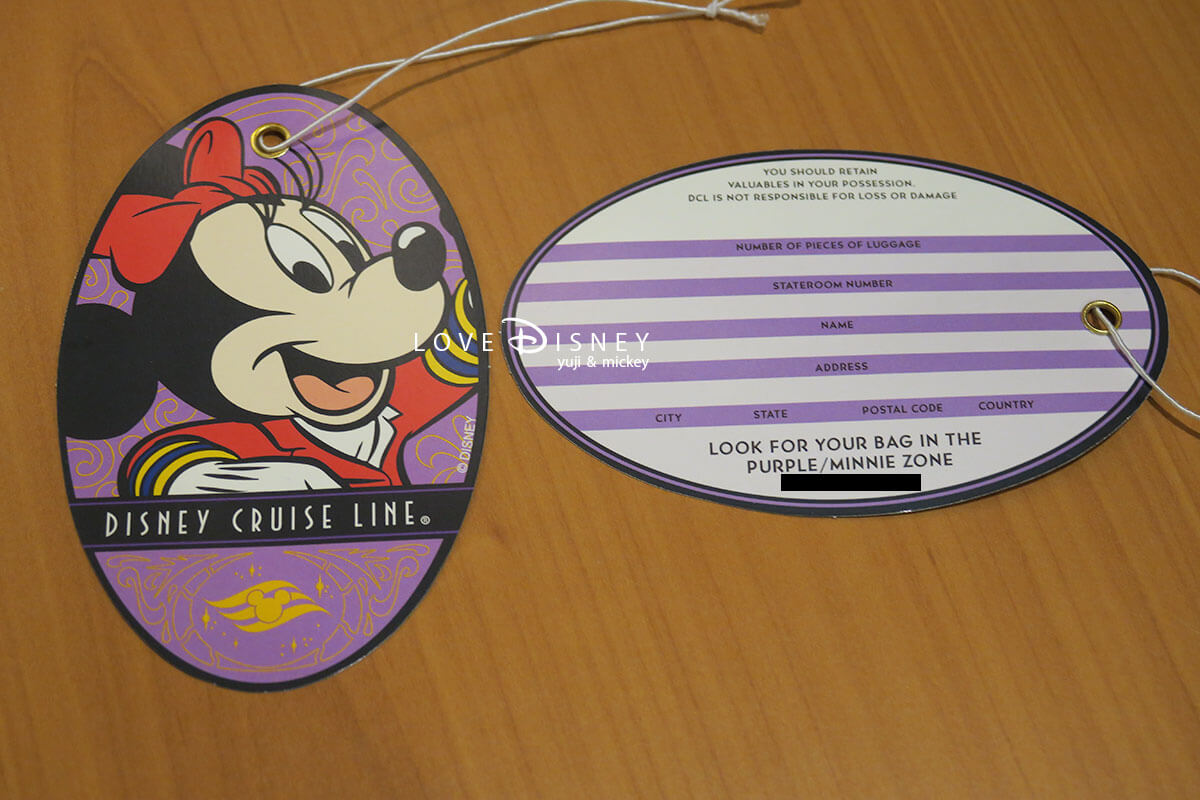 © DISNEY
DISNEY CRUISE LINE®
LOVE DISNEY
yuji & mickey
YOU SHOULD RETAIN
VALUABLES IN YOUR POSSESSION.
DCL IS NOT RESPONSIBLE FOR LOSS OR DAMAGE
NUMBER OF PIECES OF LUGGAGE
STATEROOM NUMBER
NAME
ADDRESS
CITY STATE POSTAL CODE COUNTRY
LOOK FOR YOUR BAG IN THE
PURPLE/MINNIE ZONE